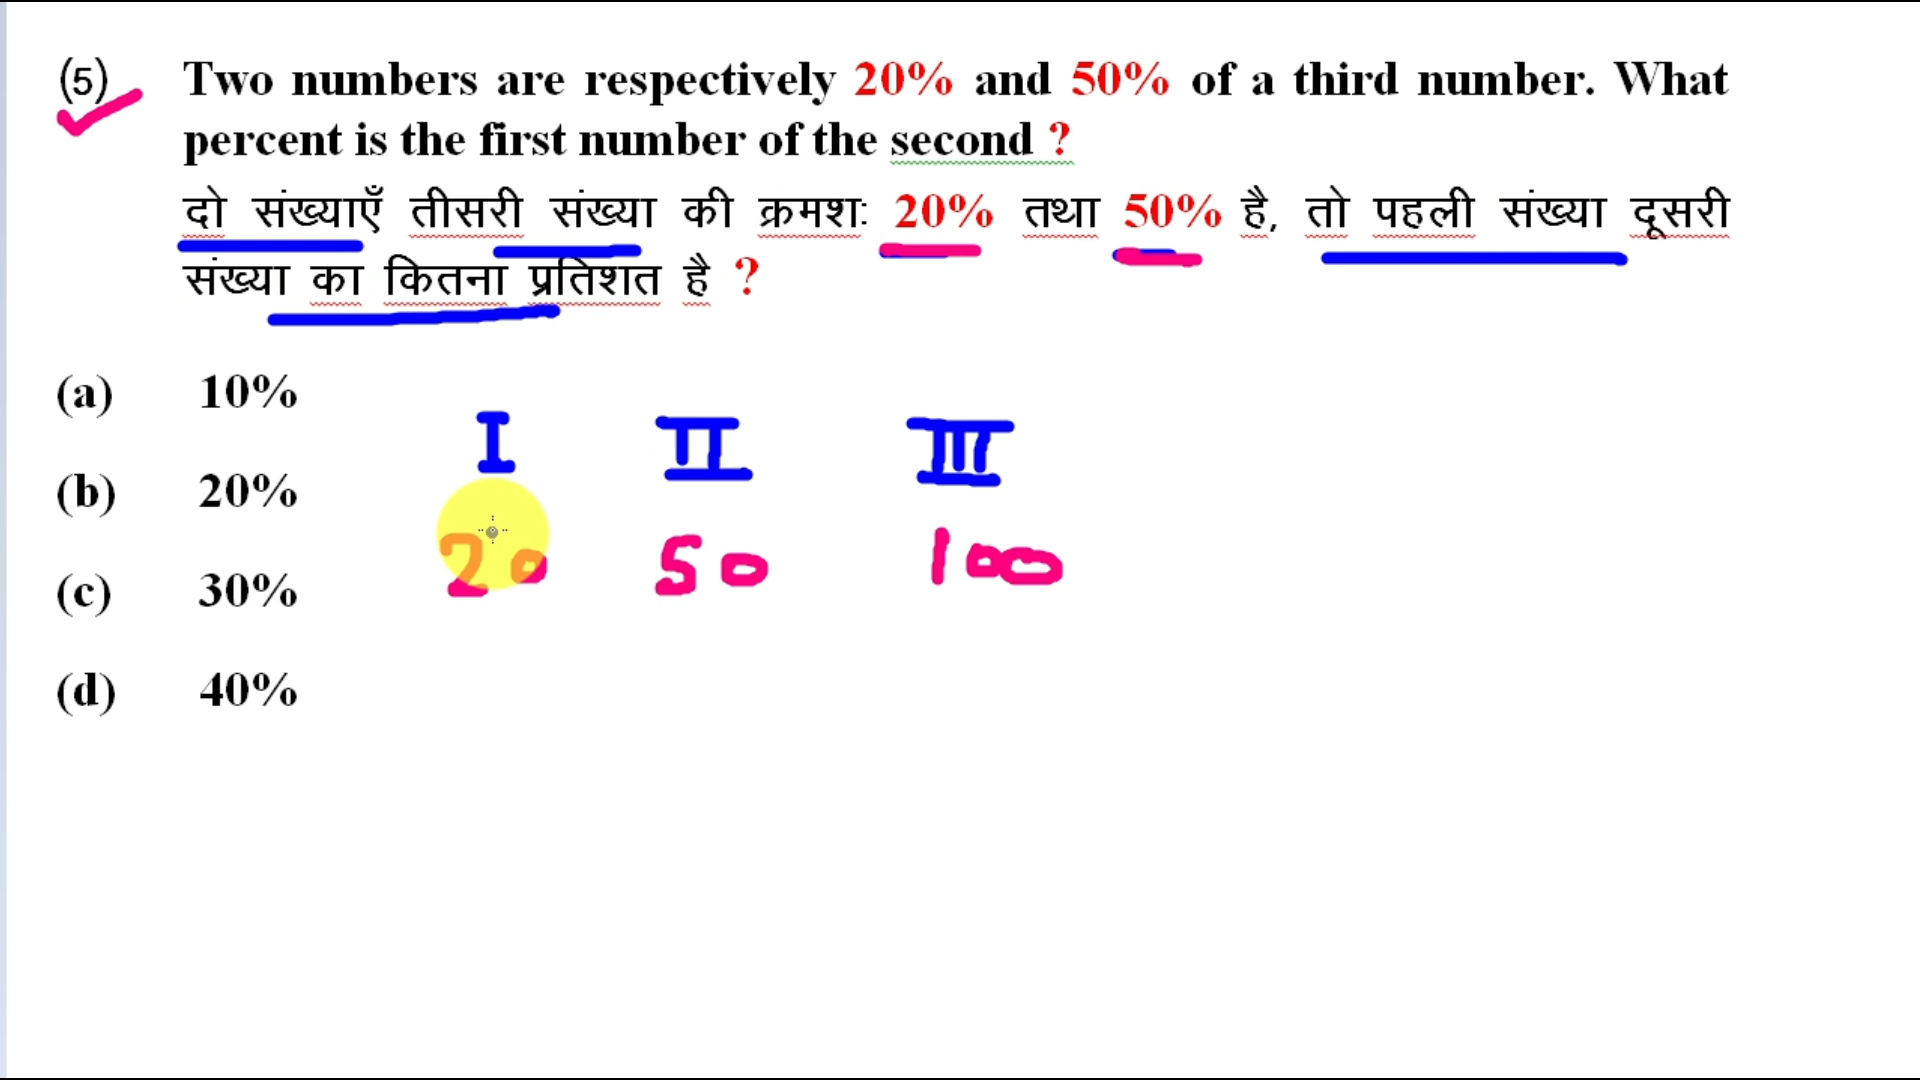 (5) Two numbers are respectively 20% and 50% of a third number. What
percent is the first number of the second ?
दो संख्याएँ तीसरी संख्या की क्रमशः 20% तथा 50% है, तो पहली संख्या दूसरी
संख्या का कितना प्रतिशत है ?
(a) 10%
I II III
(b) 20%
20 50 100
(c) 30%
(d) 40%